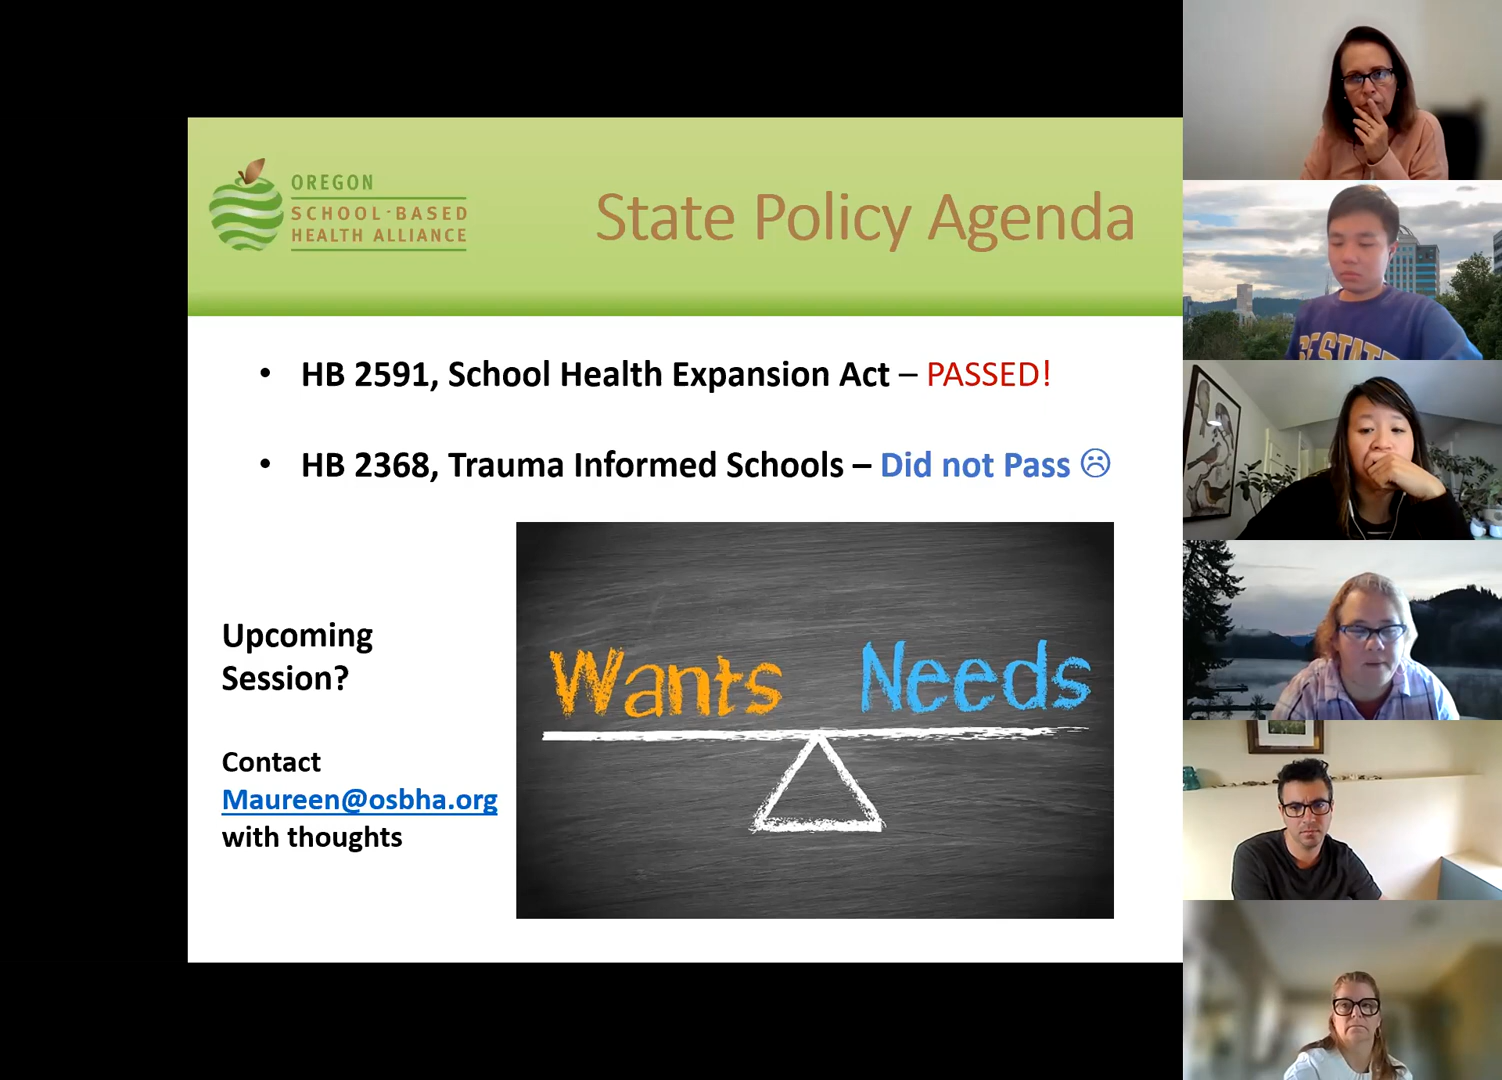 OREGON
SCHOOL-BASED
HEALTH ALLIANCE
State Policy Agenda
• HB 2591, School Health Expansion Act – PASSED!
• HB 2368, Trauma Informed Schools – Did not Pass ☹
Upcoming
Session?
Contact
Maureen@osbha.org
with thoughts
Wants Needs
STATE